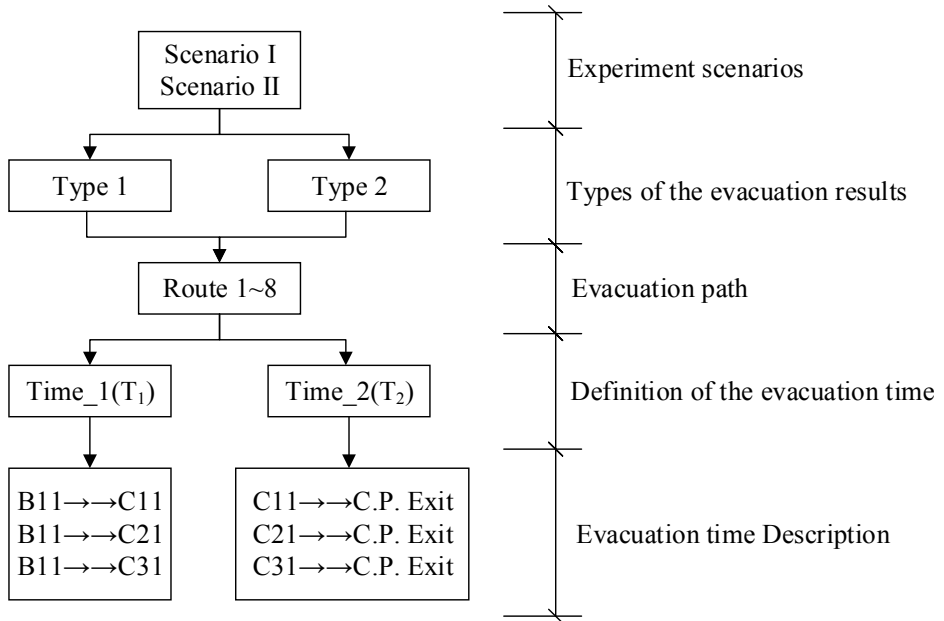 Scenario I
Scenario II
Experiment scenarios
Type 1
Type 2
Types of the evacuation results
Route 1~8
Evacuation path
Time_1(T₁)
Time_2(T₂)
Definition of the evacuation time
B11→→C11
B11→→C21
B11→→C31
C11→→C.P. Exit
C21→→C.P. Exit
C31→→C.P. Exit
Evacuation time Description